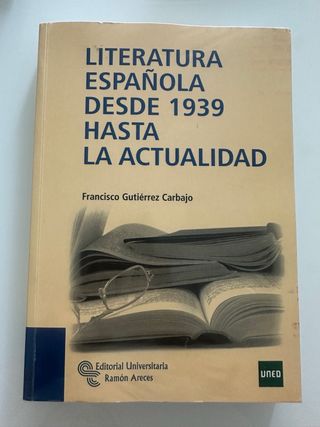 LITERATURA
ESPAÑOLA
DESDE 1939
HASTA
LA ACTUALIDAD
Francisco Gutiérrez Carbajo
Editorial Universitaria
Ramón Areces
UNED